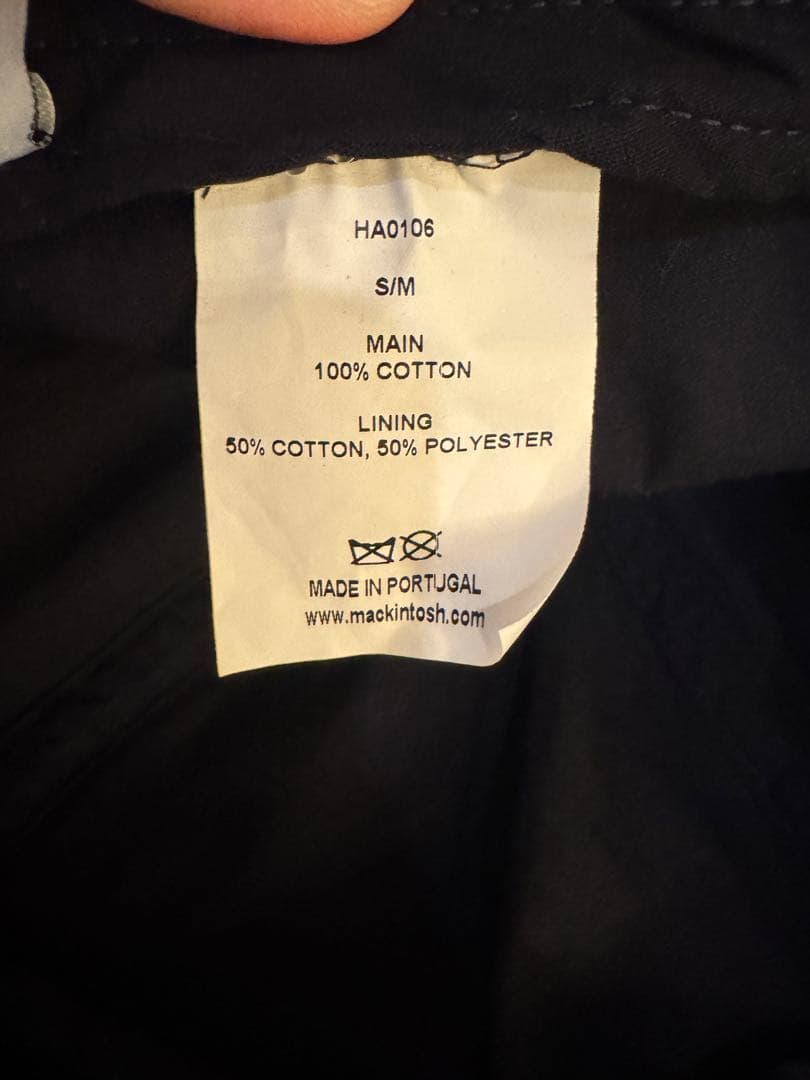 HA0106
S/M
MAIN
100% COTTON
LINING
50% COTTON, 50% POLYESTER
MADE IN PORTUGAL
www.mackintosh.com